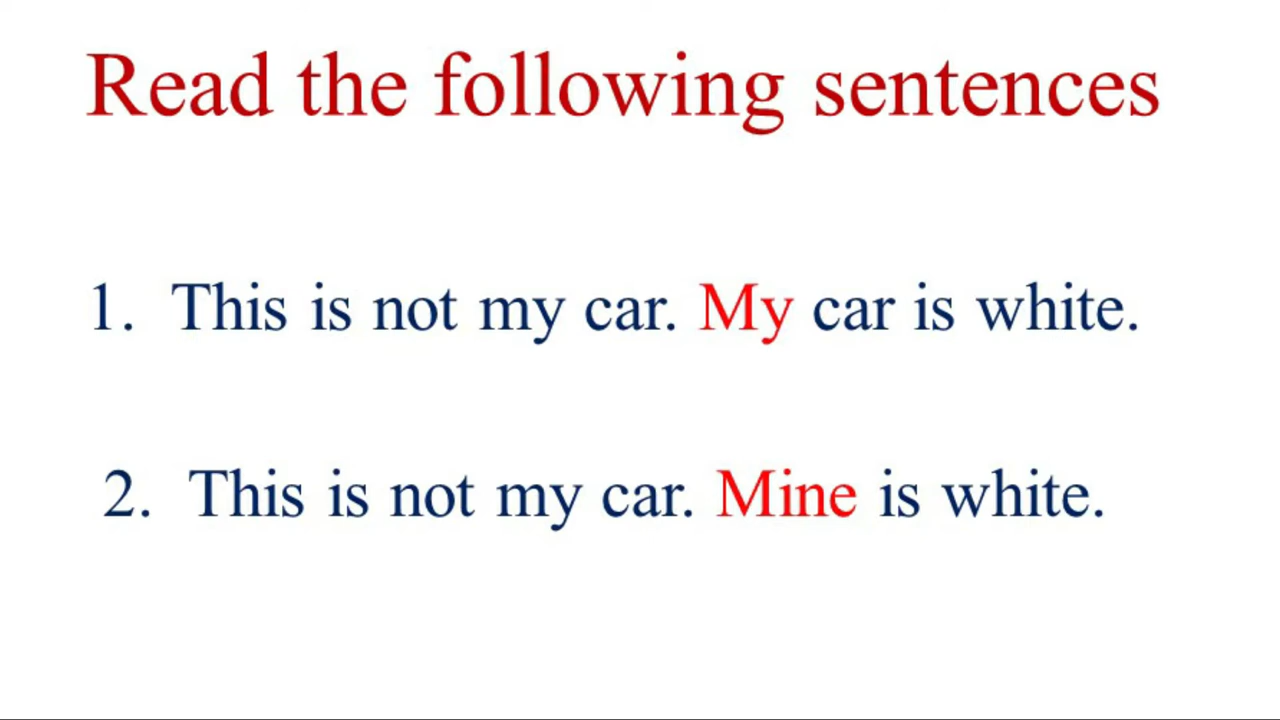 Read the following sentences
1. This is not my car. My car is white.
2. This is not my car. Mine is white.